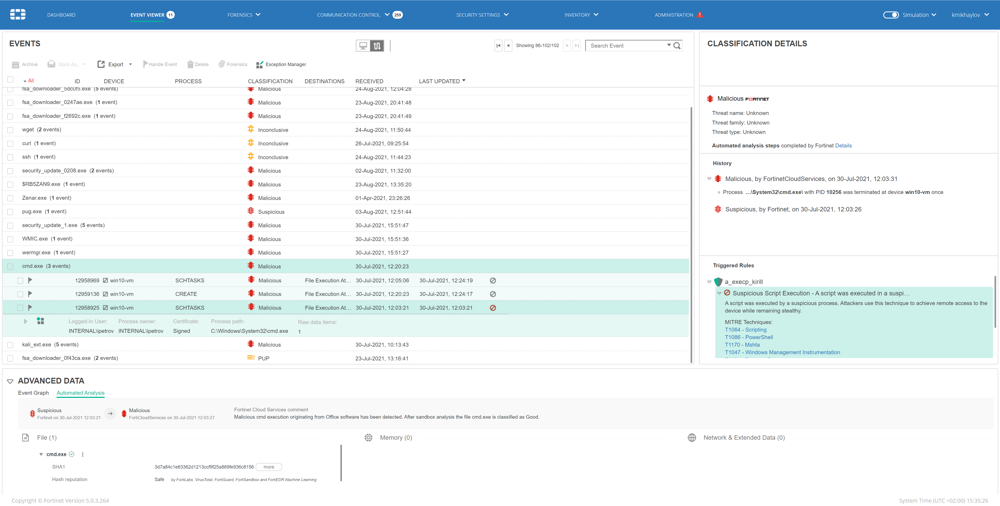 DASHBOARD EVENT VIEWER 11 FORENSICS COMMUNICATION CONTROL 259 SECURITY SETTINGS INVENTORY ADMINISTRATION Simulation kmikhaylov
EVENTS
Showing 86-102/102 Search Event
Archive Mark As.. Export Handle Event Delete Forensics Exception Manager
All ID DEVICE PROCESS CLASSIFICATION DESTINATIONS RECEIVED LAST UPDATED
fsa_downloader_5dc0f5.exe (5 events) Malicious 24-Aug-2021, 12:04:28
fsa_downloader_0247ae.exe (1 event) Malicious 23-Aug-2021, 20:41:48
fsa_downloader_f2692c.exe (1 event) Malicious 23-Aug-2021, 20:41:49
wget (2 events) Inconclusive 24-Aug-2021, 11:50:44
curl (1 event) Inconclusive 26-Jul-2021, 09:25:54
ssh (1 event) Inconclusive 24-Aug-2021, 11:44:23
security_update_0208.exe (2 events) Malicious 02-Aug-2021, 11:32:00
$RB5ZAN9.exe (1 event) Malicious 23-Aug-2021, 13:35:20
Zenar.exe (1 event) Malicious 01-Apr-2021, 23:26:26
pug.exe (1 event) Suspicious 03-Aug-2021, 12:51:44
security_update_1.exe (5 events) Malicious 30-Jul-2021, 15:51:47
WMIC.exe (1 event) Malicious 30-Jul-2021, 15:51:36
wermgr.exe (1 event) Malicious 30-Jul-2021, 15:51:27
cmd.exe (3 events) Malicious 30-Jul-2021, 12:20:23
12958969 win10-vm SCHTASKS Malicious File Execution At... 30-Jul-2021, 12:05:06 30-Jul-2021, 12:24:19
12959136 win10-vm CREATE Malicious File Execution At... 30-Jul-2021, 12:20:23 30-Jul-2021, 12:24:17
12958925 win10-vm SCHTASKS Malicious File Execution At... 30-Jul-2021, 12:03:21 30-Jul-2021, 12:03:21
Logged-in User: Process owner: Certificate: Process path: Raw data items:
INTERNAL\ipetrov INTERNAL\ipetrov Signed C:\Windows\System32\cmd.exe 1
kali_ext.exe (5 events) Malicious 30-Jul-2021, 10:13:43
fsa_downloader_0f43ca.exe (2 events) PUP 23-Jul-2021, 13:16:41
CLASSIFICATION DETAILS
Malicious FORTINET
Threat name: Unknown
Threat family: Unknown
Threat type: Unknown
Automated analysis steps completed by Fortinet Details
History
Malicious, by FortinetCloudServices, on 30-Jul-2021, 12:03:31
Process ...\System32\cmd.exe\ with PID 10256 was terminated at device win10-vm once
Suspicious, by Fortinet, on 30-Jul-2021, 12:03:26
Triggered Rules
a_execp_kirill
Suspicious Script Execution - A script was executed in a suspi...
A script was executed by a suspicious process. Attackers use this technique to achieve remote access to the
device while remaining stealthy.
MITRE Techniques:
T1064 - Scripting
T1086 - PowerShell
T1170 - Mshta
T1047 - Windows Management Instrumentation
ADVANCED DATA
Event Graph Automated Analysis
Suspicious
Fortinet on 30-Jul-2021 12:03:21
Malicious
FortiCloudServices on 30-Jul-2021 12:03:27
Fortinet Cloud Services comment
Malicious cmd execution originating from Office software has been detected. After sandbox analysis the file cmd.exe is classified as Good.
File (1) Memory (0) Network & Extended Data (0)
cmd.exe
SHA1 3d7a84c1e63362d1213ccf9f25a869fe936c8156 more
Hash reputation Safe by FortiLabs, VirusTotal, FortiGuard, FortiSandbox and FortiEDR Machine Learning
Copyright © Fortinet Version 5.0.3.264 System Time (UTC +02:00) 15:35:26